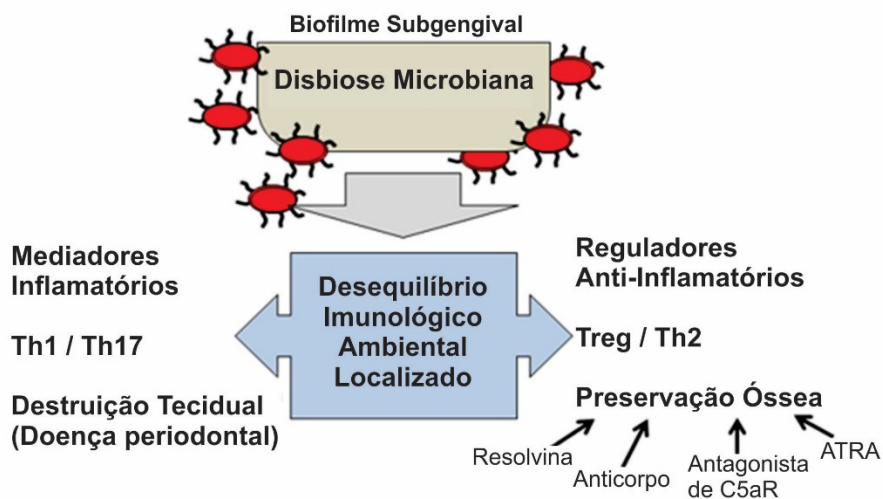 Biofilme Subgengival
Disbiose Microbiana
Mediadores
Inflamatórios
Th1 / Th17
Destruição Tecidual
(Doença periodontal)
Desequilíbrio
Imunológico
Ambiental
Localizado
Reguladores
Anti-Inflamatórios
Treg / Th2
Preservação Óssea
Resolvina
Anticorpo
Antagonista
de C5aR
ATRA